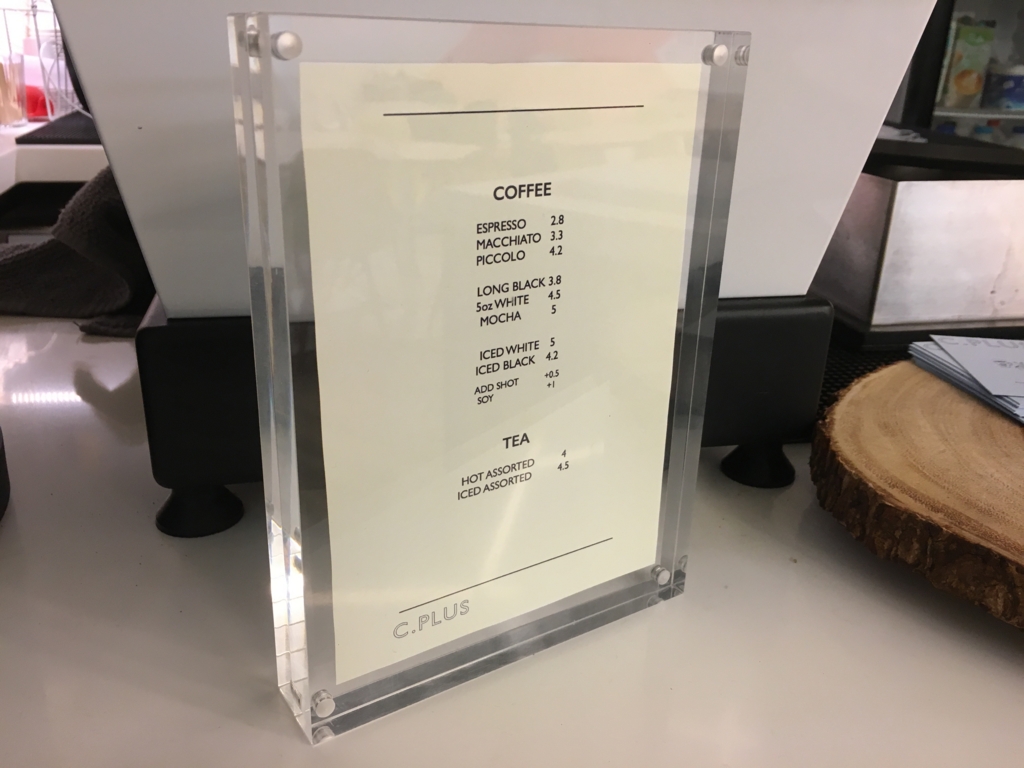 COFFEE
ESPRESSO 2.8
MACCHIATO 3.3
PICCOLO 4.2
LONG BLACK 3.8
5oz WHITE 4.5
MOCHA 5
ICED WHITE 5
ICED BLACK 4.2
ADD SHOT +0.5
SOY +1
TEA
HOT ASSORTED 4
ICED ASSORTED 4.5
C.PLUS